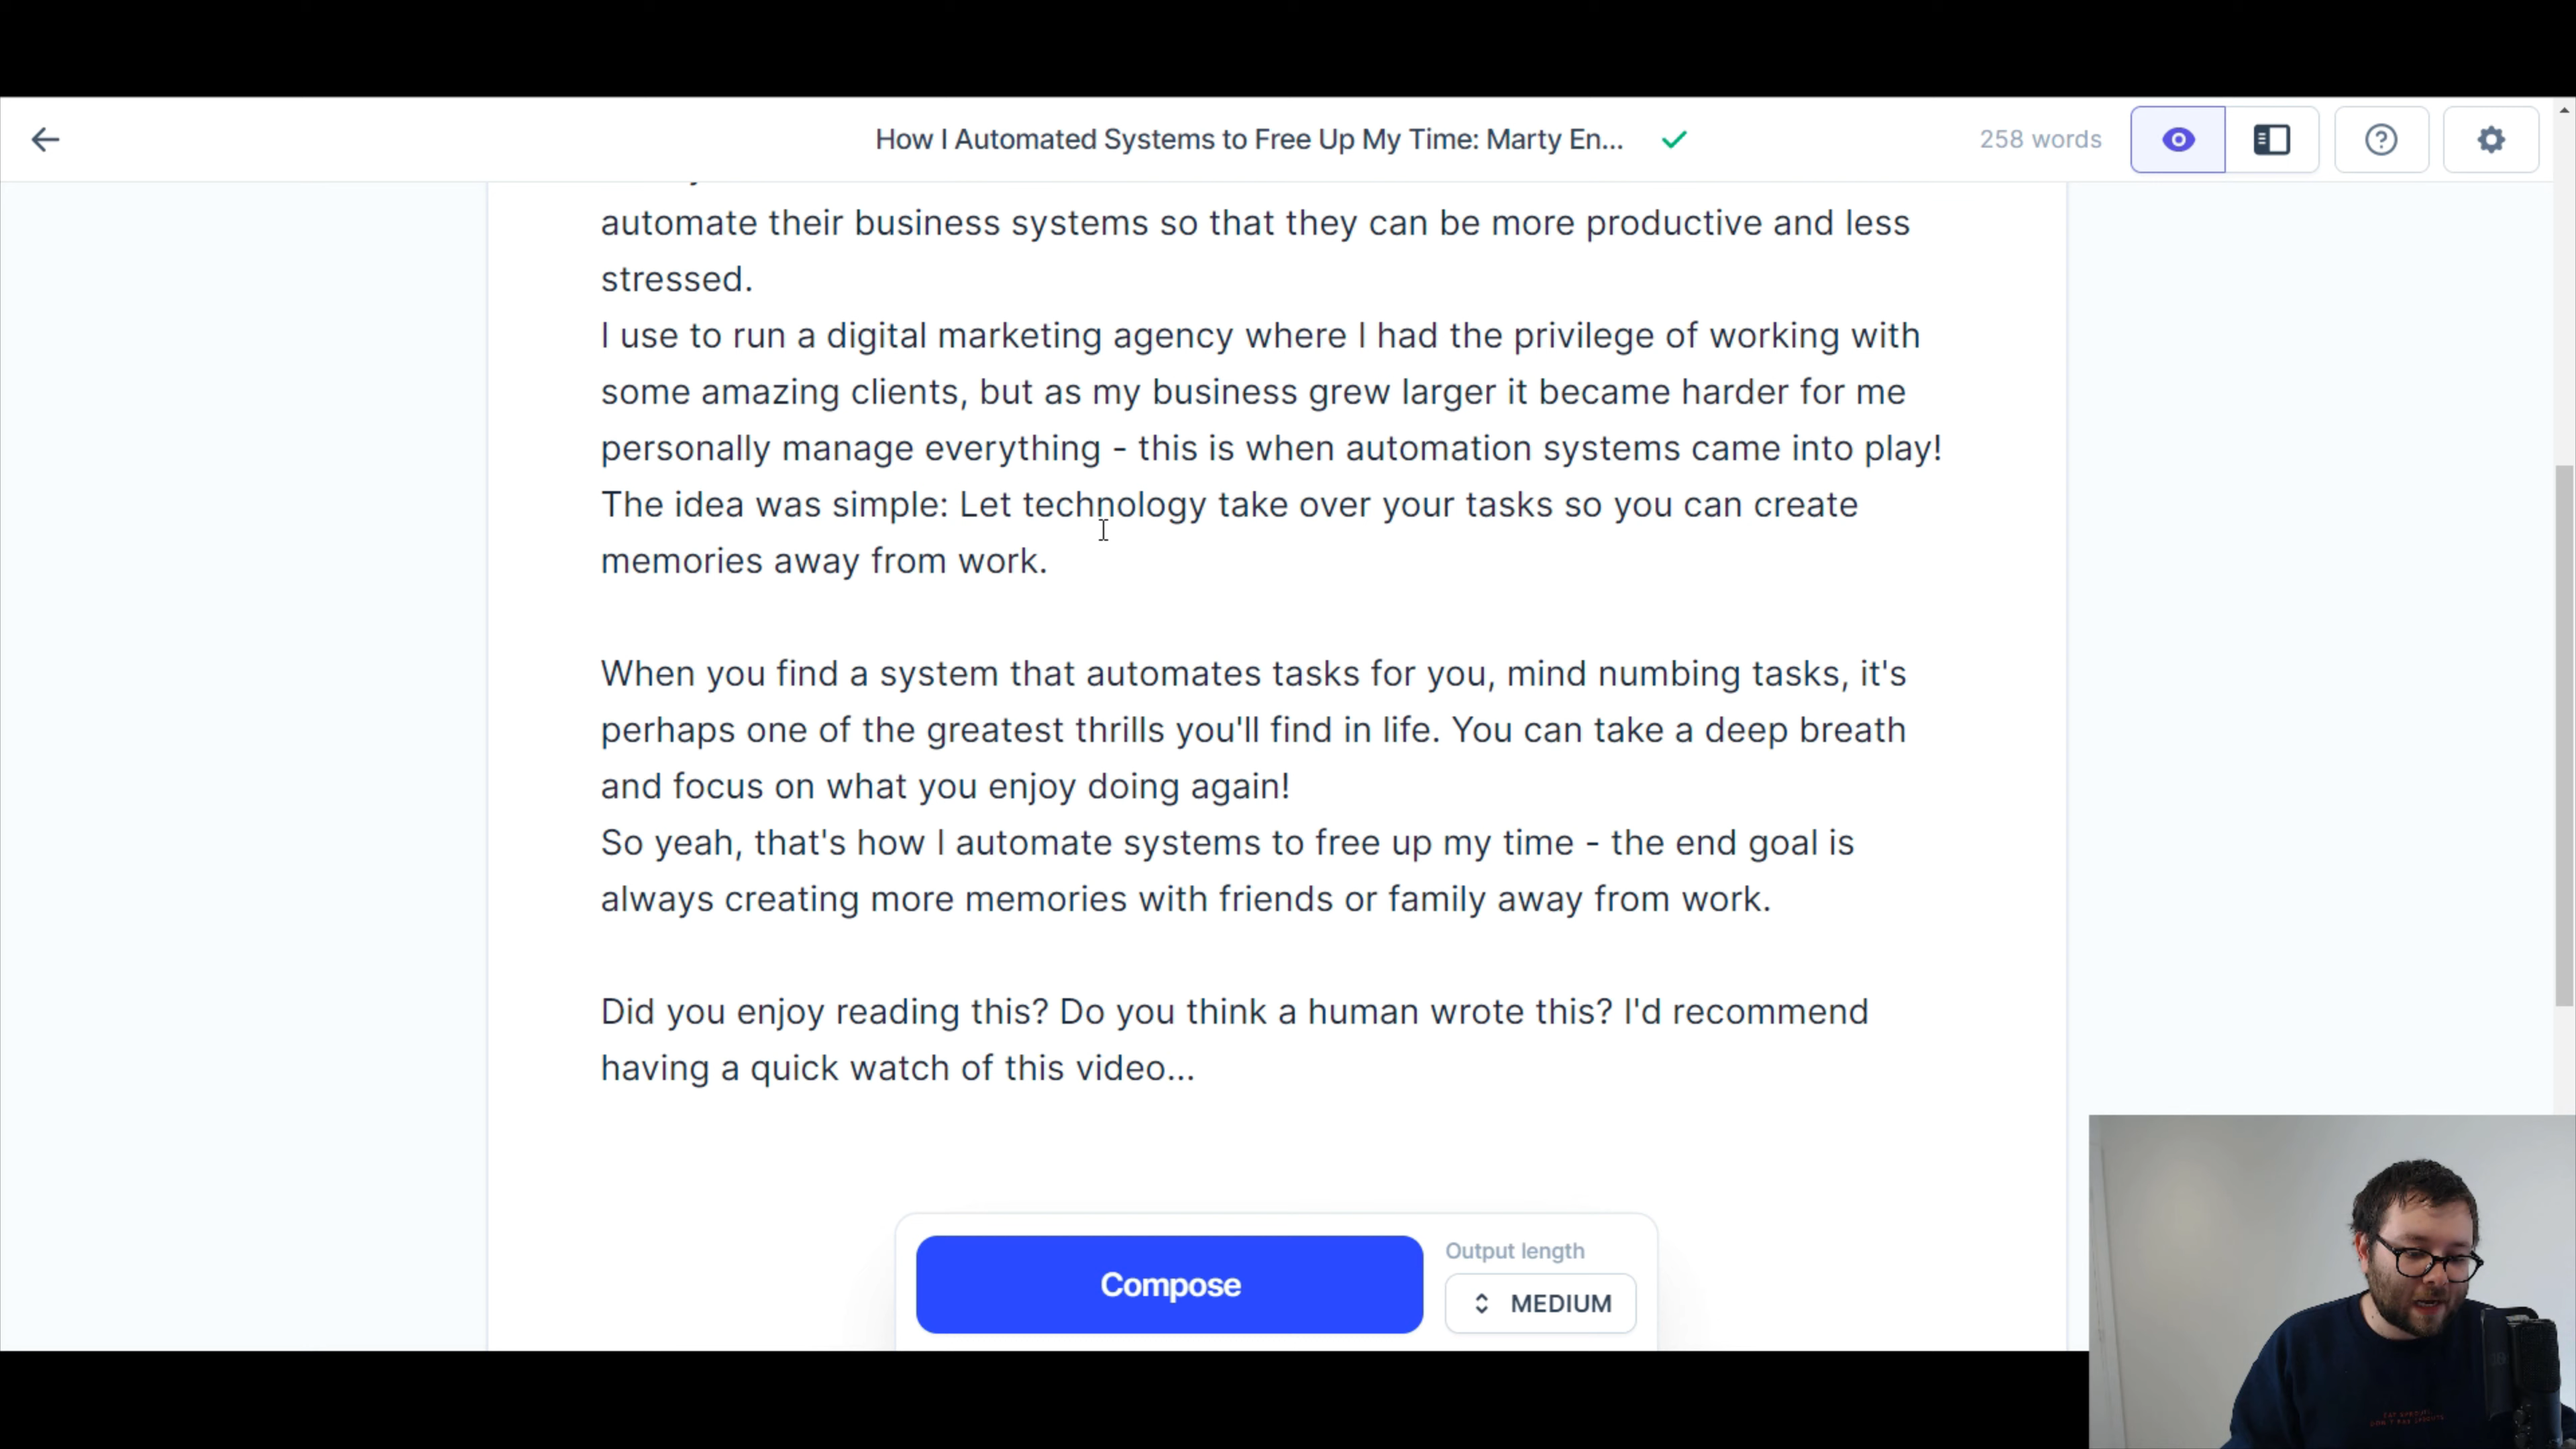 How I Automated Systems to Free Up My Time: Marty En...
258 words
automate their business systems so that they can be more productive and less
stressed.
I use to run a digital marketing agency where I had the privilege of working with
some amazing clients, but as my business grew larger it became harder for me
personally manage everything - this is when automation systems came into play!
The idea was simple: Let technology take over your tasks so you can create
memories away from work.
When you find a system that automates tasks for you, mind numbing tasks, it's
perhaps one of the greatest thrills you'll find in life. You can take a deep breath
and focus on what you enjoy doing again!
So yeah, that's how I automate systems to free up my time - the end goal is
always creating more memories with friends or family away from work.
Did you enjoy reading this? Do you think a human wrote this? I'd recommend
having a quick watch of this video...
Compose
Output length
MEDIUM